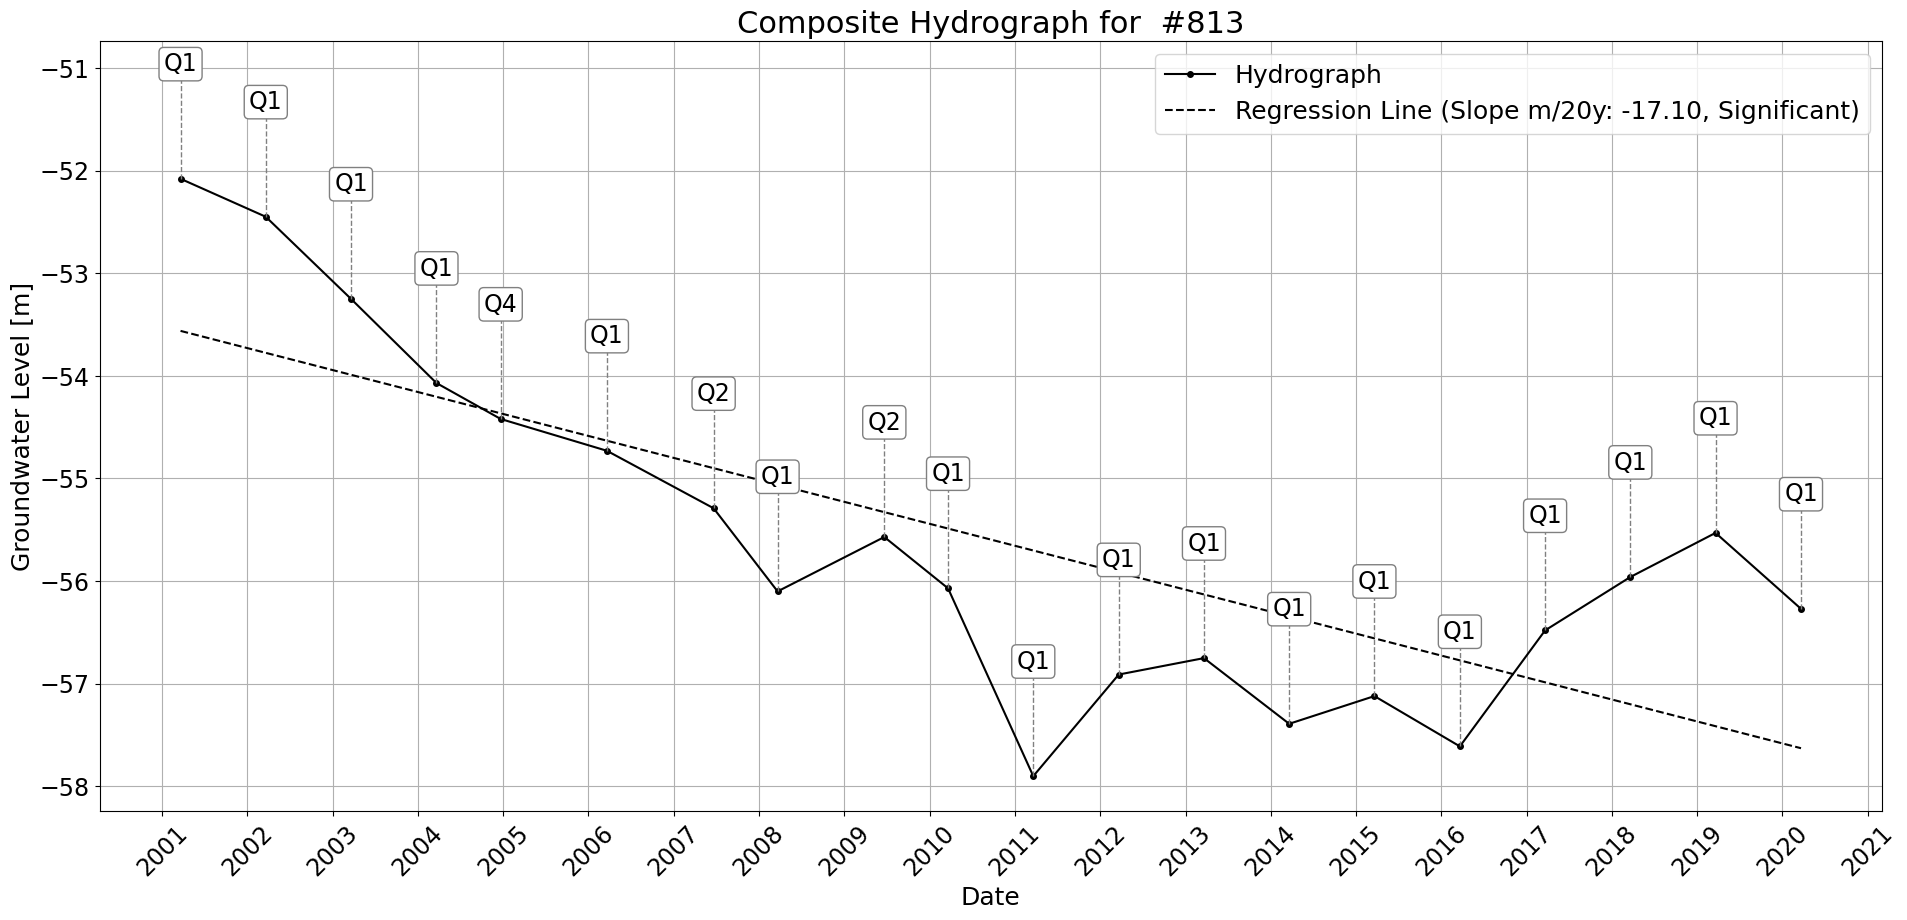 Composite Hydrograph for  #813
Hydrograph
Regression Line (Slope m/20y: -17.10, Significant)
Groundwater Level [m]
−51
−52
−53
−54
−55
−56
−57
−58
Q1
Q1
Q1
Q1
Q4
Q1
Q2
Q1
Q2
Q1
Q1
Q1
Q1
Q1
Q1
Q1
Q1
Q1
Q1
Q1
2001
2002
2003
2004
2005
2006
2007
2008
2009
2010
2011
2012
2013
2014
2015
2016
2017
2018
2019
2020
2021
Date